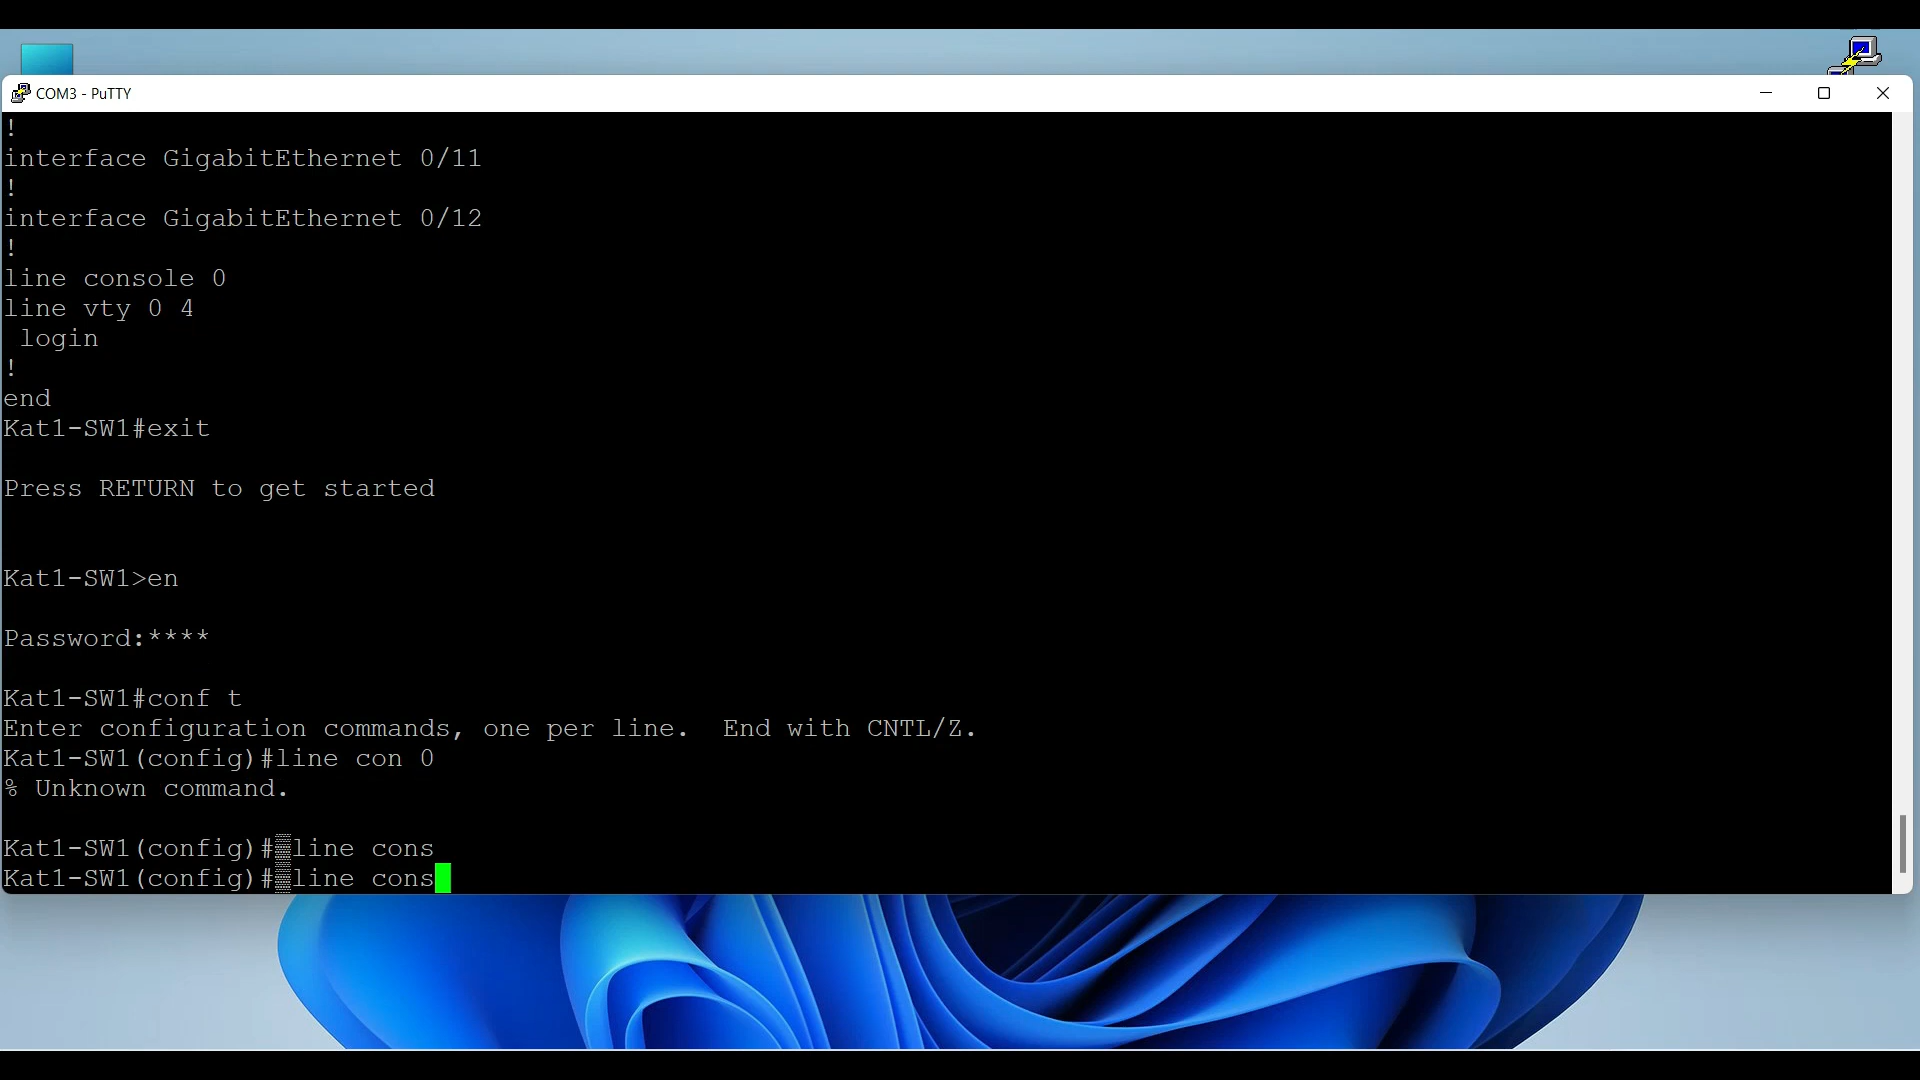 COM3 - PuTTY
!
interface GigabitEthernet 0/11
!
interface GigabitEthernet 0/12
!
line console 0
line vty 0 4
 login
!
end
Kat1-SW1#exit
Press RETURN to get started
Kat1-SW1>en
Password:****
Kat1-SW1#conf t
Enter configuration commands, one per line.  End with CNTL/Z.
Kat1-SW1(config)#line con 0
% Unknown command.
Kat1-SW1(config)#▒line cons
Kat1-SW1(config)#▒line cons